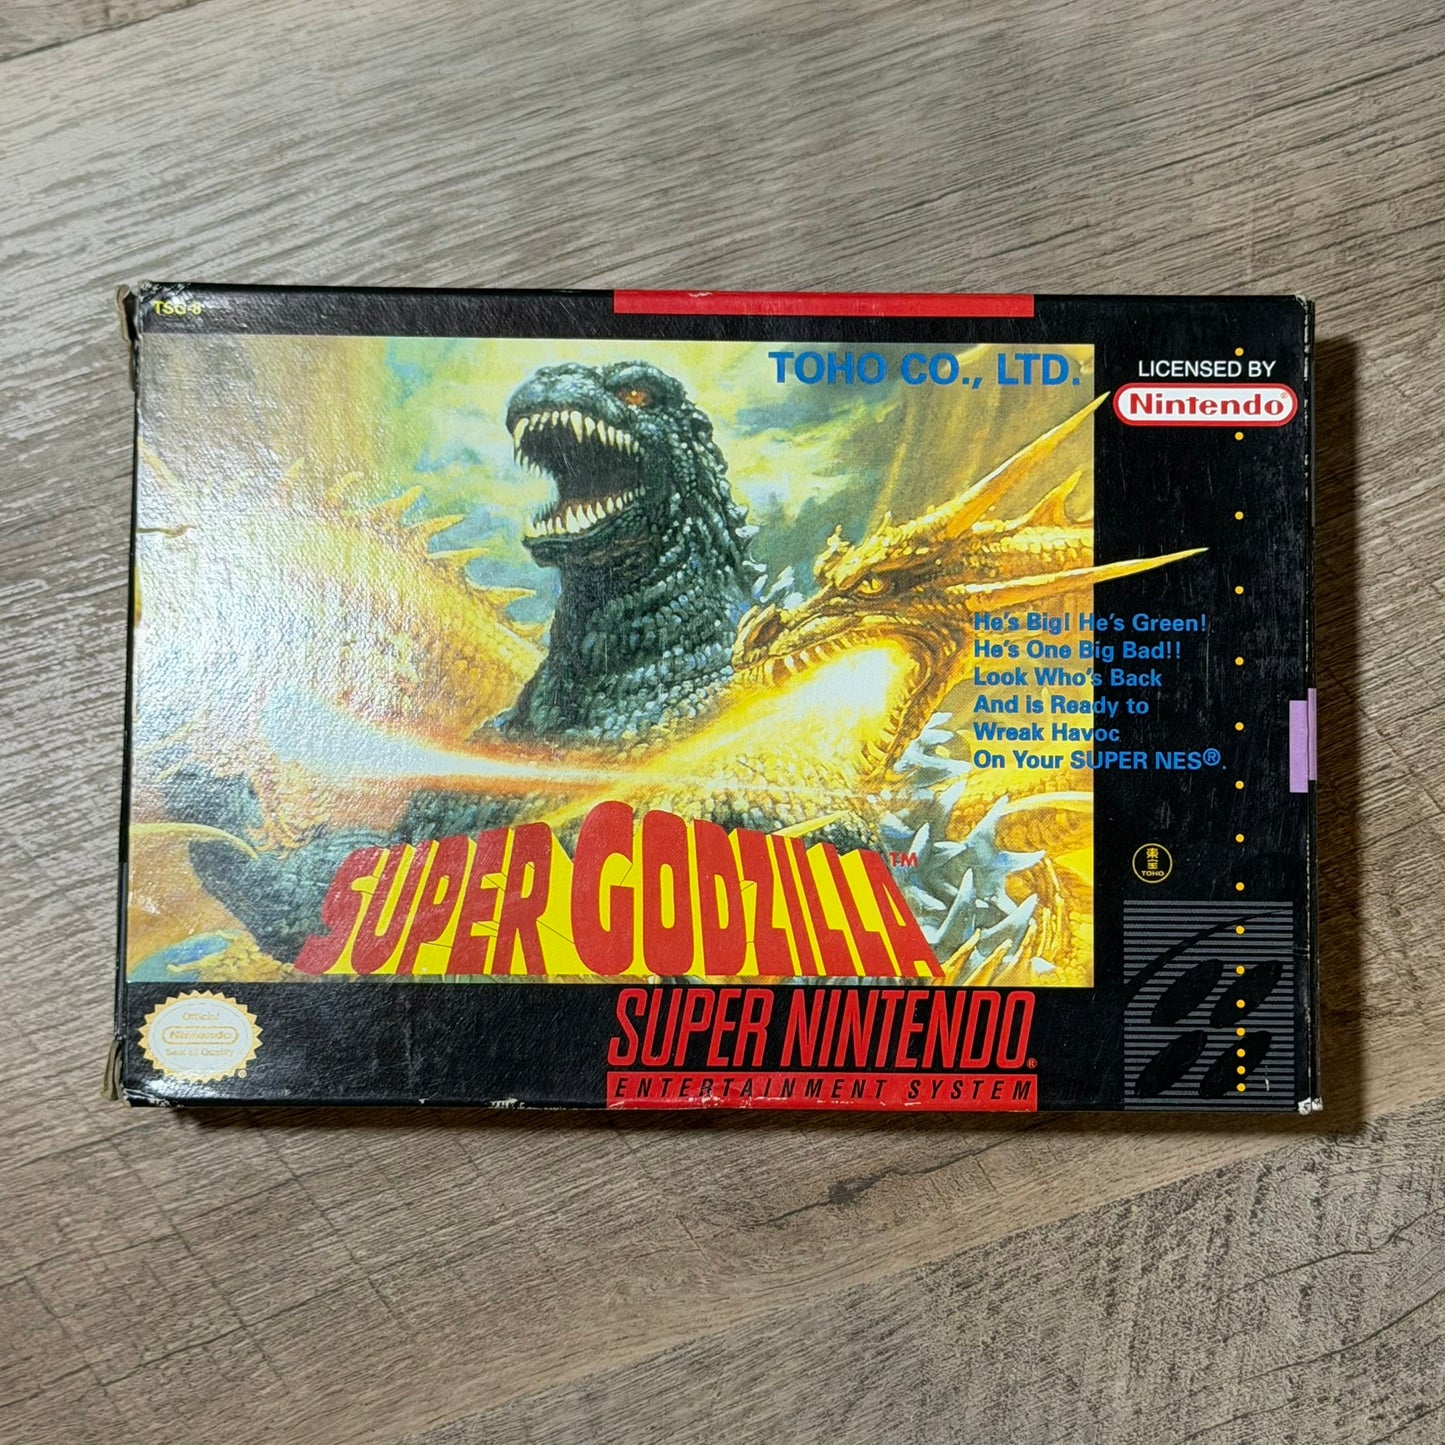 TSG-8
TOHO CO., LTD.
LICENSED BY
Nintendo®
He's Big! He's Green!
He's One Big Bad!!
Look Who's Back
And is Ready to
Wreak Havoc
On Your SUPER NES®.
SUPER GODZILLA™
東宝
TOHO
Official
Nintendo
Seal of Quality
SUPER NINTENDO®
ENTERTAINMENT SYSTEM